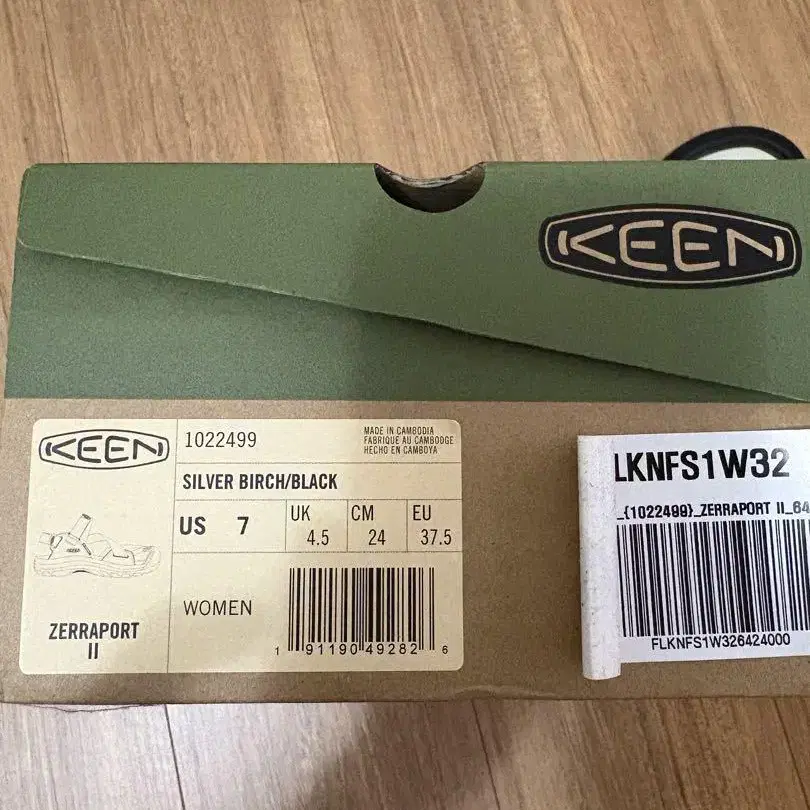 KEEN
KEEN
1022499
MADE IN CAMBODIA
FABRIQUE AU CAMBODGE
HECHO EN CAMBOYA
SILVER BIRCH/BLACK
US 7
UK 4.5
CM 24
EU 37.5
ZERRAPORT
II
WOMEN
1 91190 49282 6
LKNFS1W32
_{1022499}_ZERRAPORT II_64
FLKNFS1W326424000